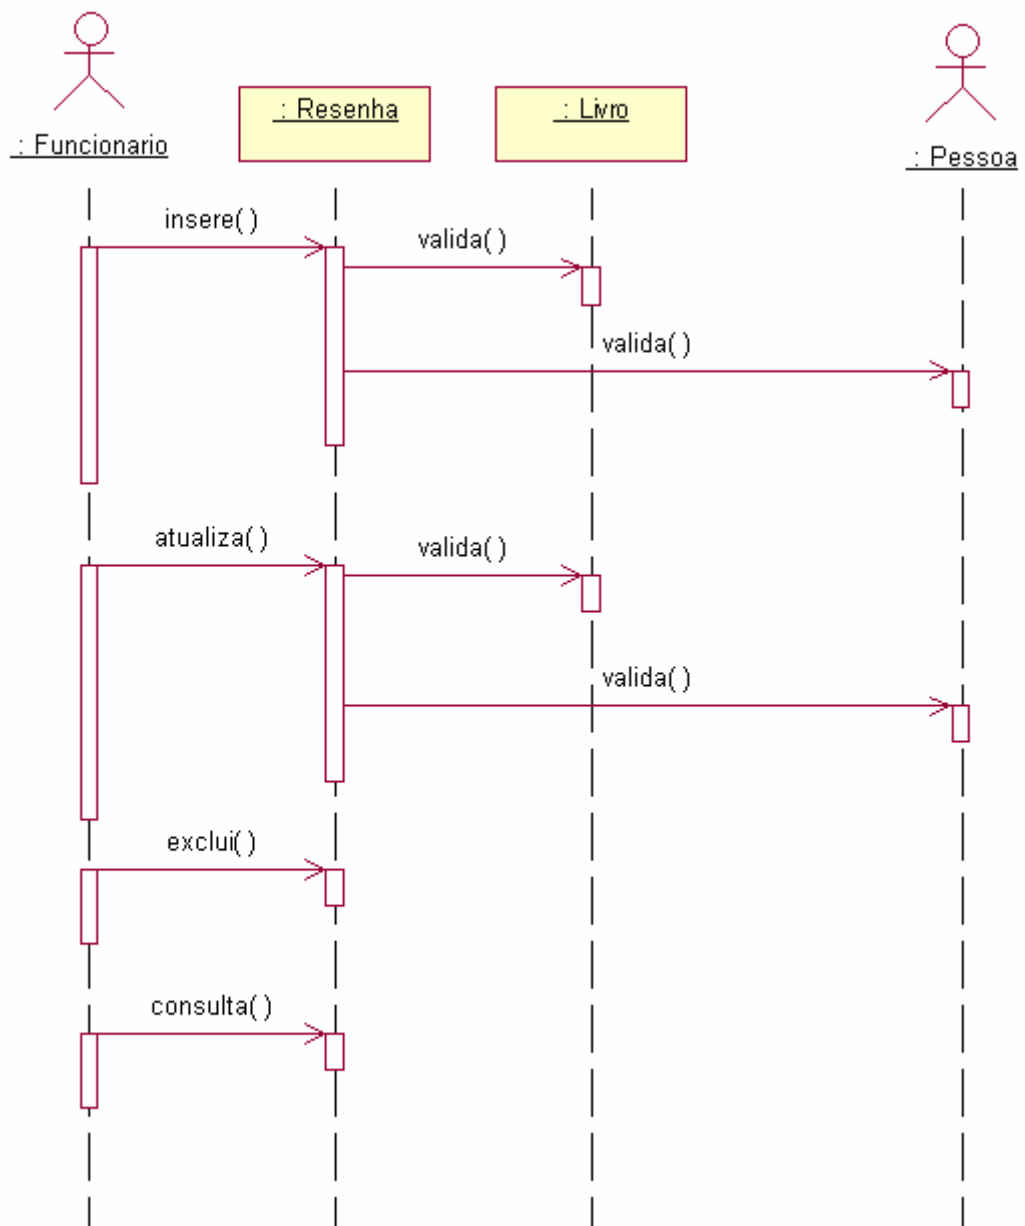 : Funcionario
: Resenha
: Livro
: Pessoa
insere( )
valida( )
valida( )
atualiza( )
valida( )
valida( )
exclui( )
consulta( )